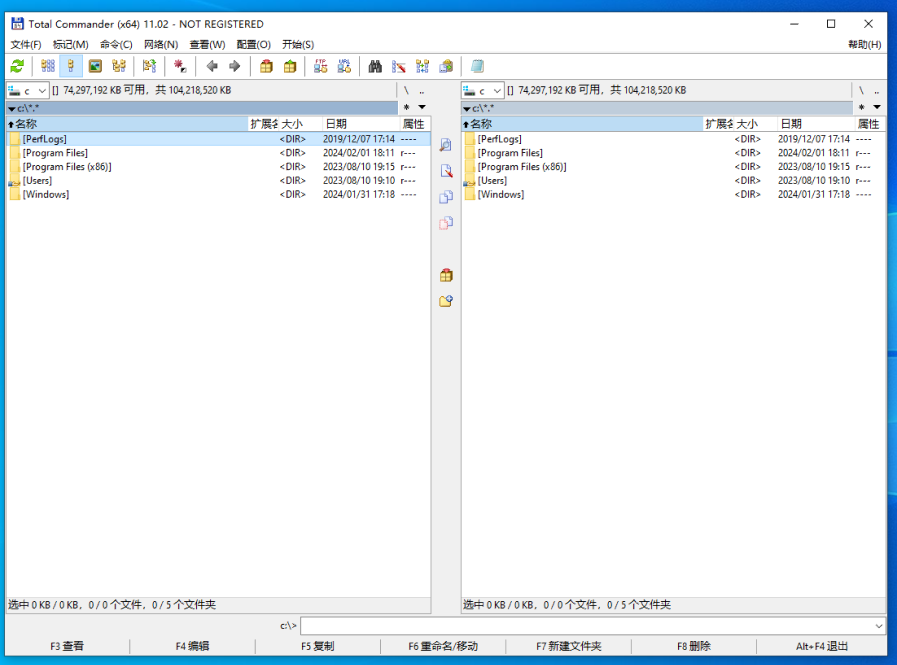 Total Commander (x64) 11.02 - NOT REGISTERED
文件(F) 标记(M) 命令(C) 网络(N) 查看(W) 配置(O) 开始(S) 帮助(H)
FTP URL
c [] 74,297,192 KB 可用，共 104,218,520 KB \ ..
c [] 74,297,192 KB 可用，共 104,218,520 KB \ ..
▼c:\*.* * ▼
▼c:\*.* * ▼
名称 扩展名 大小 日期 属性
[PerfLogs] <DIR> 2019/12/07 17:14 ----
[Program Files] <DIR> 2024/02/01 18:11 r---
[Program Files (x86)] <DIR> 2023/08/10 19:15 r---
[Users] <DIR> 2023/08/10 19:10 r---
[Windows] <DIR> 2024/01/31 17:18 ----
选中 0 KB / 0 KB，0 / 0 个文件，0 / 5 个文件夹
名称 扩展名 大小 日期 属性
[PerfLogs] <DIR> 2019/12/07 17:14 ----
[Program Files] <DIR> 2024/02/01 18:11 r---
[Program Files (x86)] <DIR> 2023/08/10 19:15 r---
[Users] <DIR> 2023/08/10 19:10 r---
[Windows] <DIR> 2024/01/31 17:18 ----
选中 0 KB / 0 KB，0 / 0 个文件，0 / 5 个文件夹
c:\>
F3 查看 F4 编辑 F5 复制 F6 重命名/移动 F7 新建文件夹 F8 删除 Alt+F4 退出